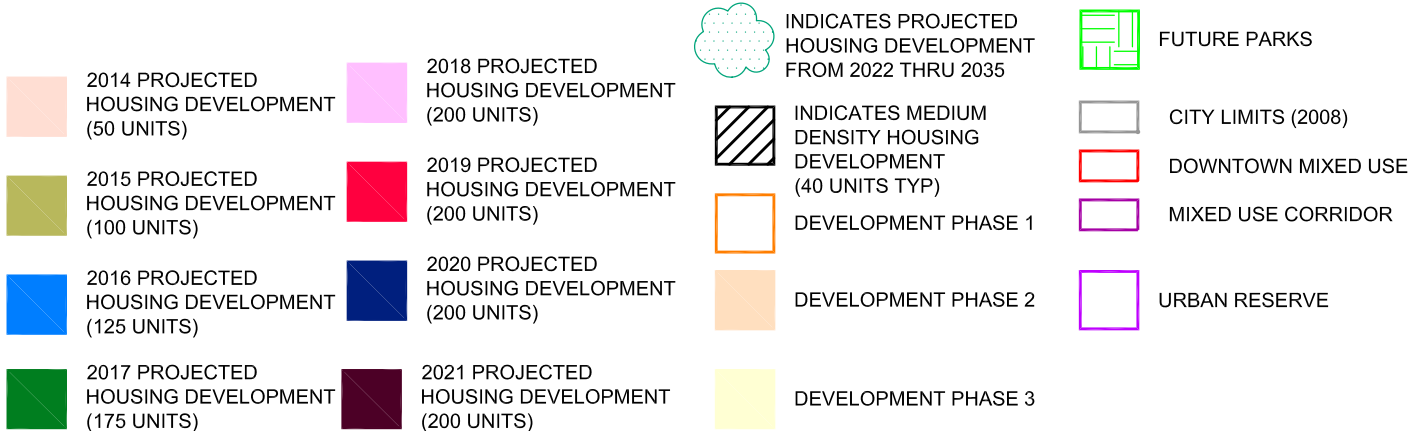 2014 PROJECTED
HOUSING DEVELOPMENT
(50 UNITS)
2015 PROJECTED
HOUSING DEVELOPMENT
(100 UNITS)
2016 PROJECTED
HOUSING DEVELOPMENT
(125 UNITS)
2017 PROJECTED
HOUSING DEVELOPMENT
(175 UNITS)
2018 PROJECTED
HOUSING DEVELOPMENT
(200 UNITS)
2019 PROJECTED
HOUSING DEVELOPMENT
(200 UNITS)
2020 PROJECTED
HOUSING DEVELOPMENT
(200 UNITS)
2021 PROJECTED
HOUSING DEVELOPMENT
(200 UNITS)
INDICATES PROJECTED
HOUSING DEVELOPMENT
FROM 2022 THRU 2035
INDICATES MEDIUM
DENSITY HOUSING
DEVELOPMENT
(40 UNITS TYP)
DEVELOPMENT PHASE 1
DEVELOPMENT PHASE 2
DEVELOPMENT PHASE 3
FUTURE PARKS
CITY LIMITS (2008)
DOWNTOWN MIXED USE
MIXED USE CORRIDOR
URBAN RESERVE